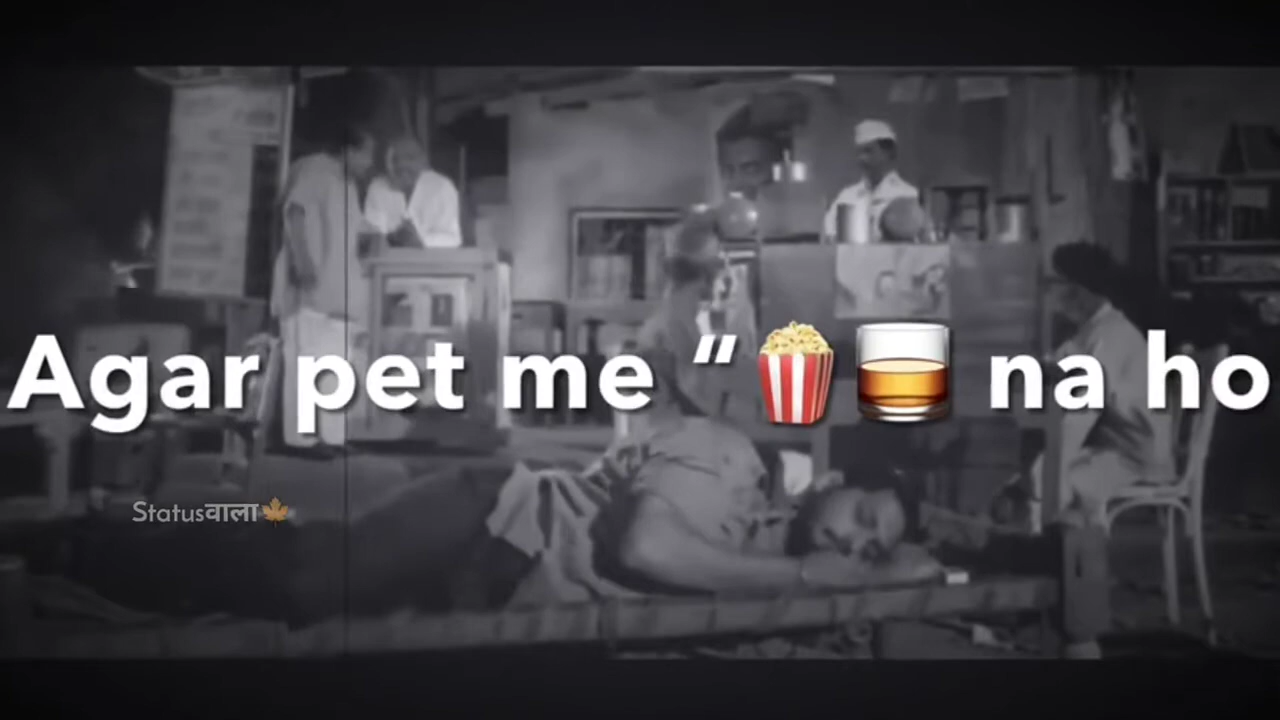 Agar pet me “🍿🥃 na ho
Statusवाला🍁